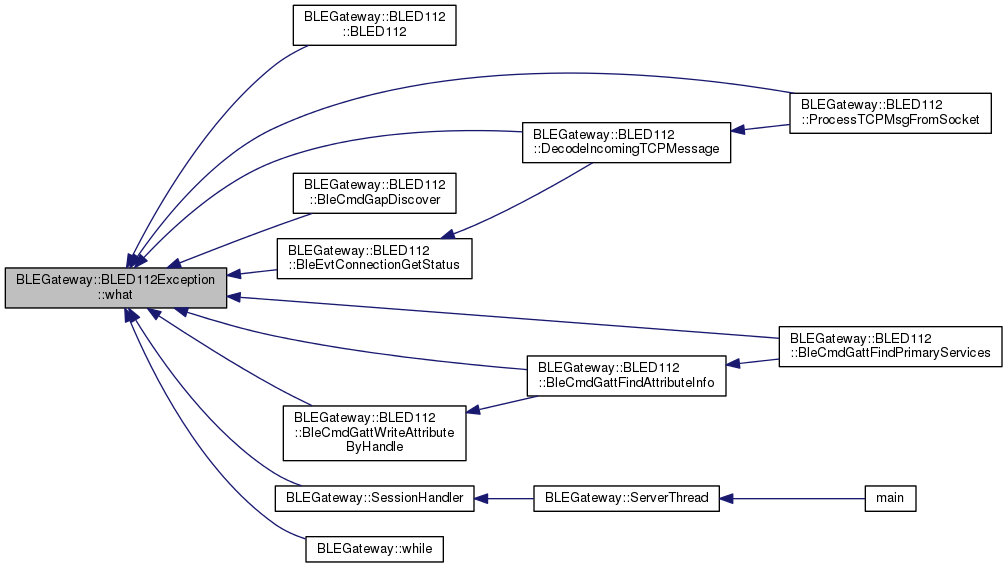 BLEGateway::BLED112
::BLED112
BLEGateway::BLED112
::ProcessTCPMsgFromSocket
BLEGateway::BLED112
::DecodeIncomingTCPMessage
BLEGateway::BLED112
::BleCmdGapDiscover
BLEGateway::BLED112
::BleEvtConnectionGetStatus
BLEGateway::BLED112Exception
::what
BLEGateway::BLED112
::BleCmdGattFindPrimaryServices
BLEGateway::BLED112
::BleCmdGattFindAttributeInfo
BLEGateway::BLED112
::BleCmdGattWriteAttribute
ByHandle
BLEGateway::SessionHandler
BLEGateway::ServerThread
main
BLEGateway::while